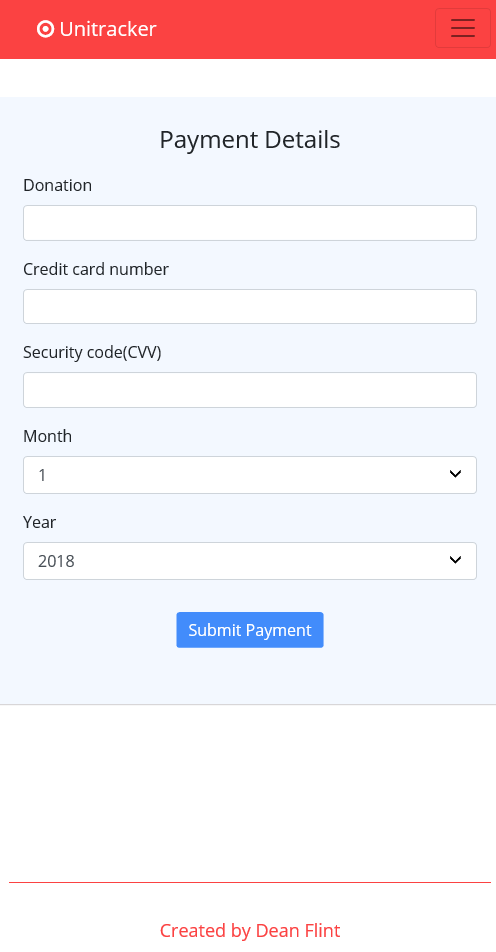 Unitracker
Payment Details
Donation
Credit card number
Security code(CVV)
Month
1
Year
2018
Submit Payment
Created by Dean Flint